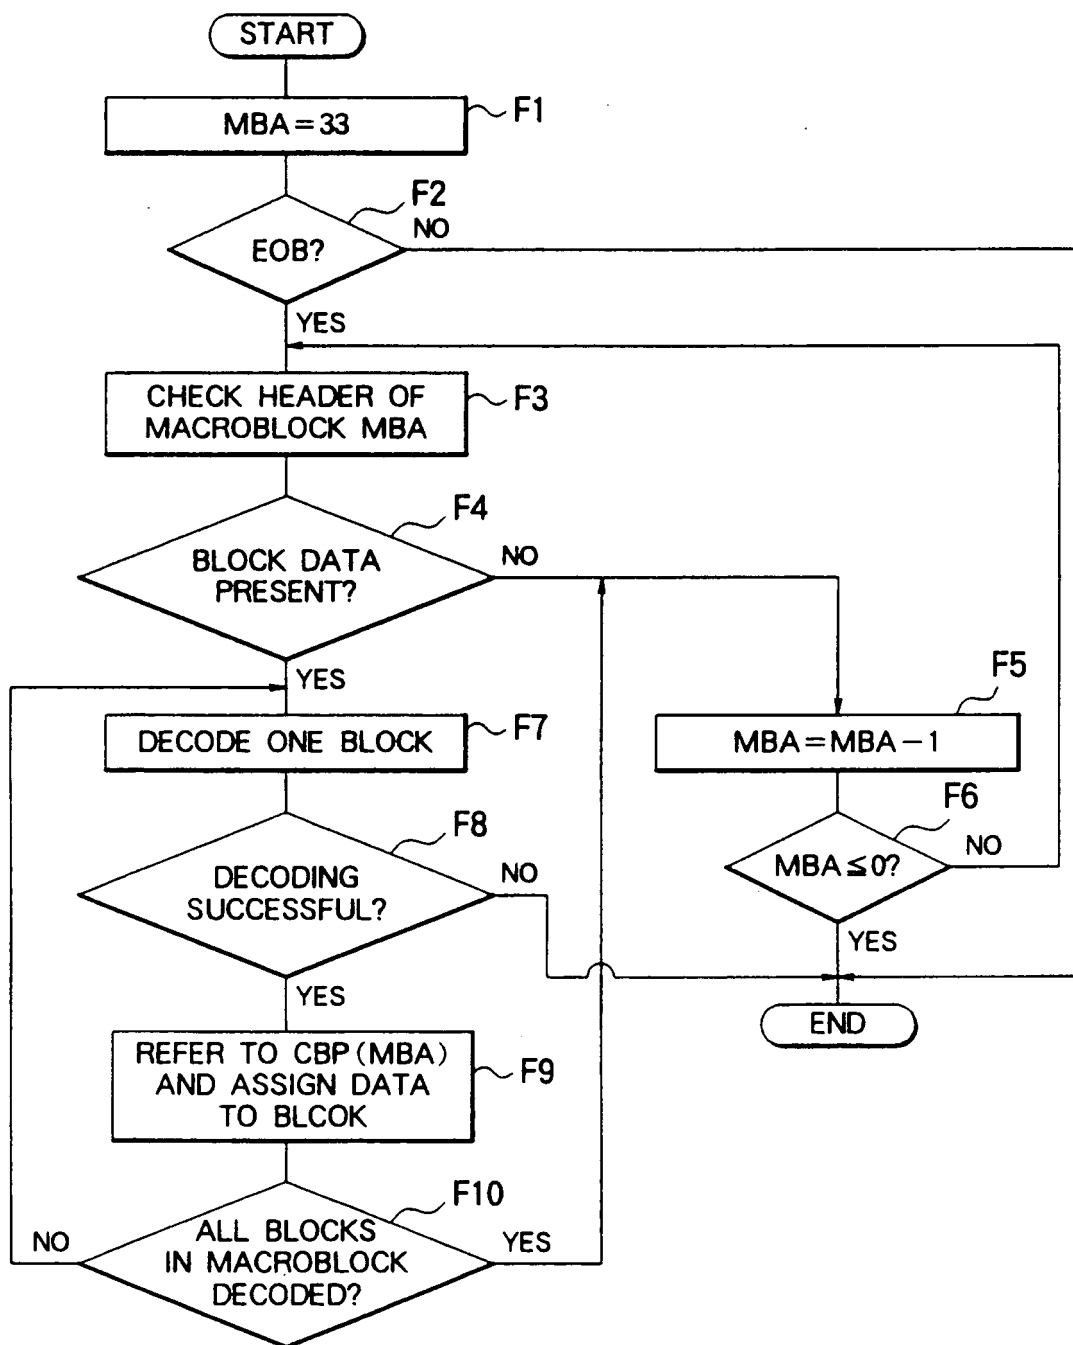 START
MBA=33
F1
F2
EOB?
NO
YES
CHECK HEADER OF
MACROBLOCK MBA
F3
F4
BLOCK DATA
PRESENT?
NO
YES
F5
MBA=MBA-1
DECODE ONE BLOCK
F7
F6
MBA≦0?
NO
YES
F8
DECODING
SUCCESSFUL?
NO
YES
END
REFER TO CBP(MBA)
AND ASSIGN DATA
TO BLCOK
F9
F10
ALL BLOCKS
IN MACROBLOCK
DECODED?
NO
YES